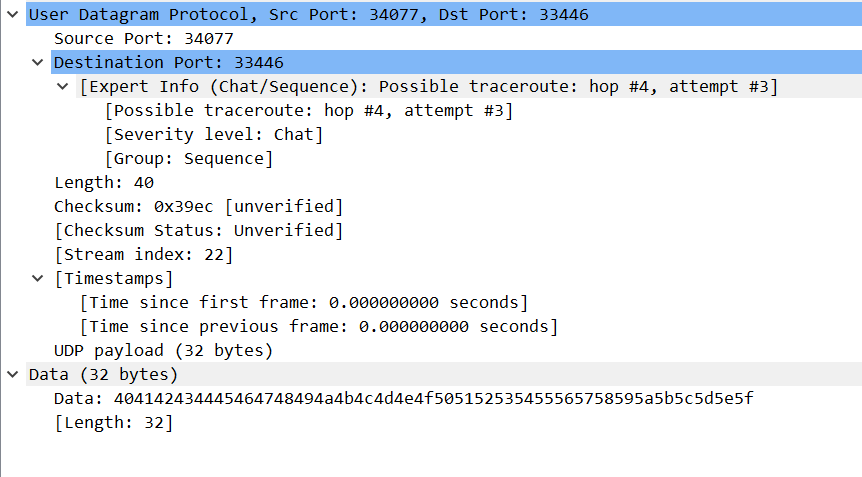 User Datagram Protocol, Src Port: 34077, Dst Port: 33446
Source Port: 34077
Destination Port: 33446
[Expert Info (Chat/Sequence): Possible traceroute: hop #4, attempt #3]
[Possible traceroute: hop #4, attempt #3]
[Severity level: Chat]
[Group: Sequence]
Length: 40
Checksum: 0x39ec [unverified]
[Checksum Status: Unverified]
[Stream index: 22]
[Timestamps]
[Time since first frame: 0.000000000 seconds]
[Time since previous frame: 0.000000000 seconds]
UDP payload (32 bytes)
Data (32 bytes)
Data: 404142434445464748494a4b4c4d4e4f505152535455565758595a5b5c5d5e5f
[Length: 32]